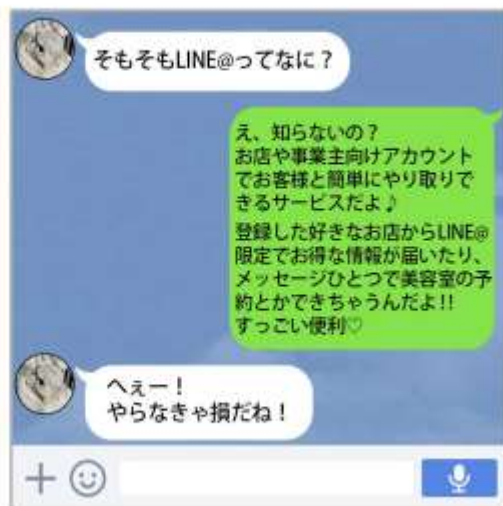 そもそもLINE@ってなに？
え、知らないの？
お店や事業主向けアカウント
でお客様と簡単にやり取りで
きるサービスだよ♪
登録した好きなお店からLINE@
限定でお得な情報が届いたり、
メッセージひとつで美容室の予
約とかできちゃうんだよ!!
すっごい便利♡
へぇー！
やらなきゃ損だね！